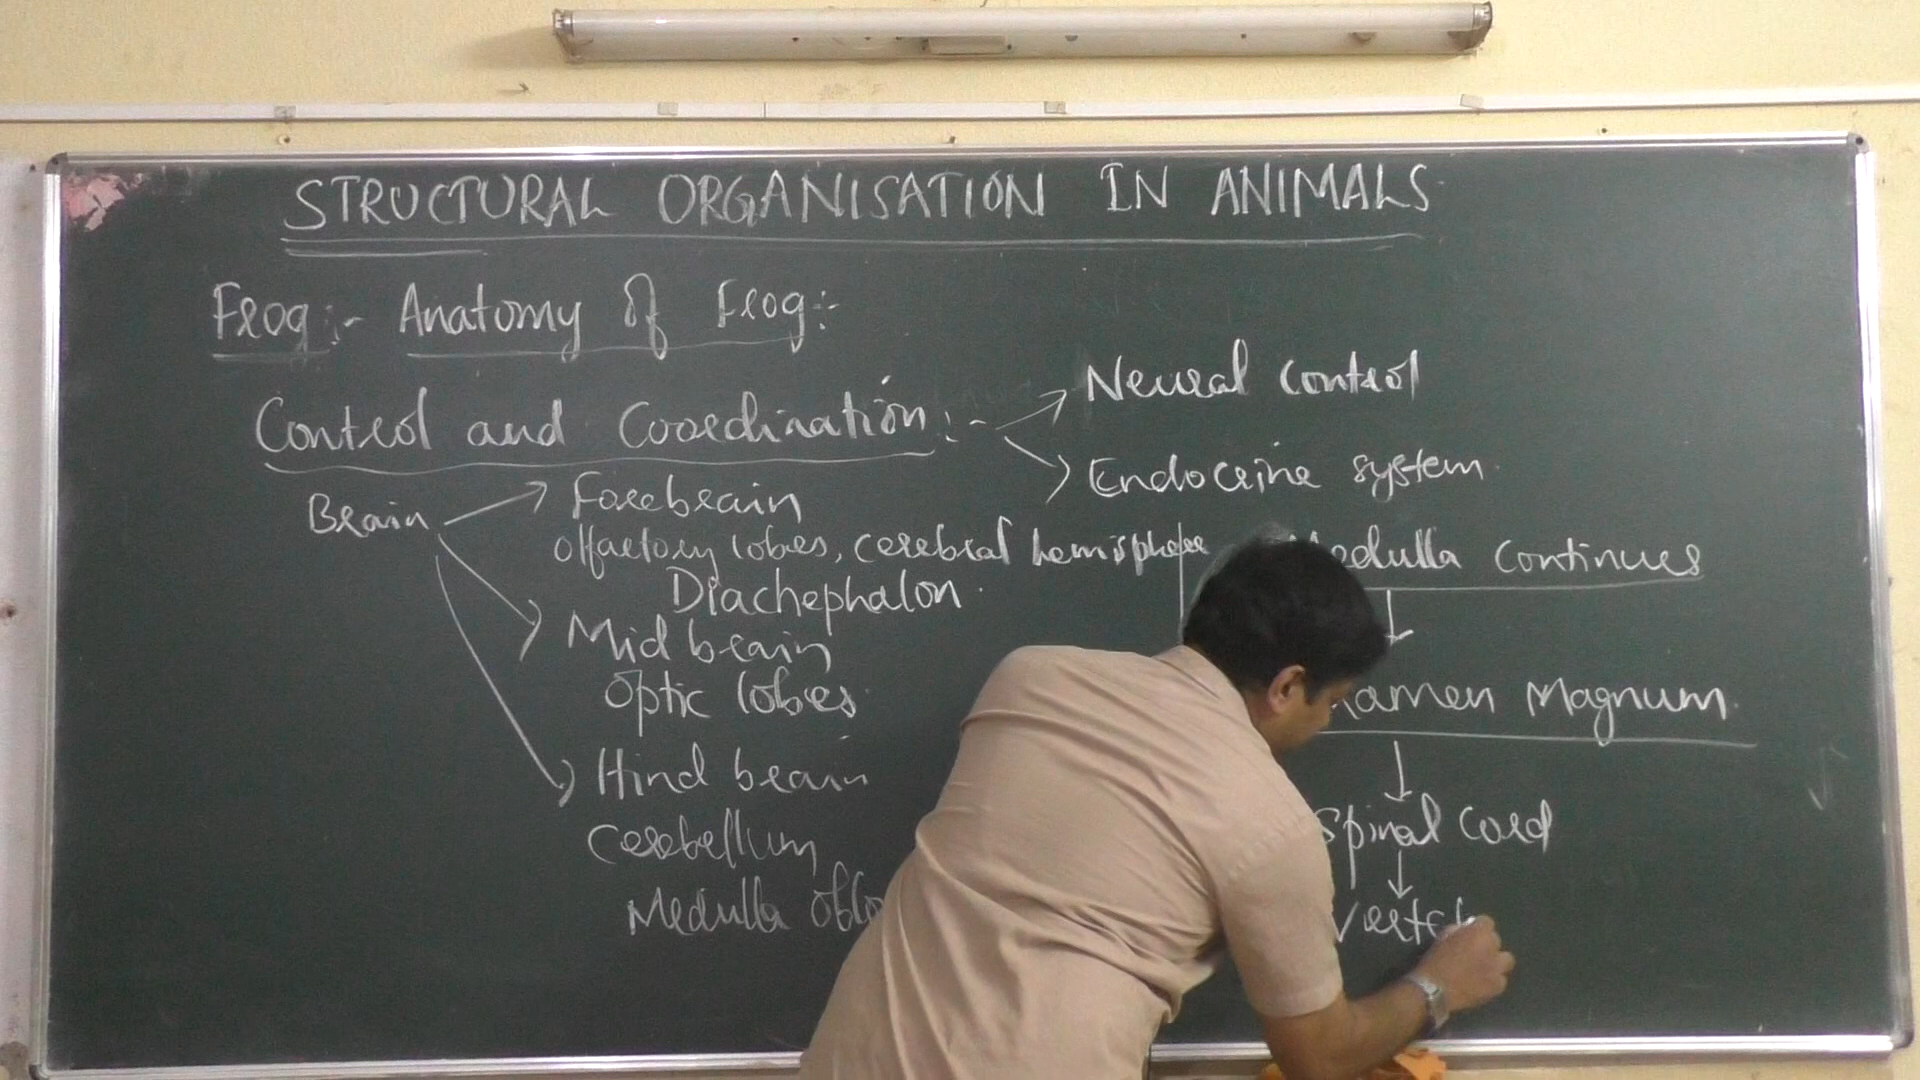 STRUCTURAL ORGANISATION IN ANIMALS
Frog:- Anatomy of Frog:-
Control and Coordination:-
Neural control
Endocrine system
Brain
Forebrain
Olfactory lobes, cerebral hemisphere
Diacephalon
Mid brain
Optic lobes
Hind brain
Cerebellum
Medulla
Medulla continues
Magnum
Spinal cord